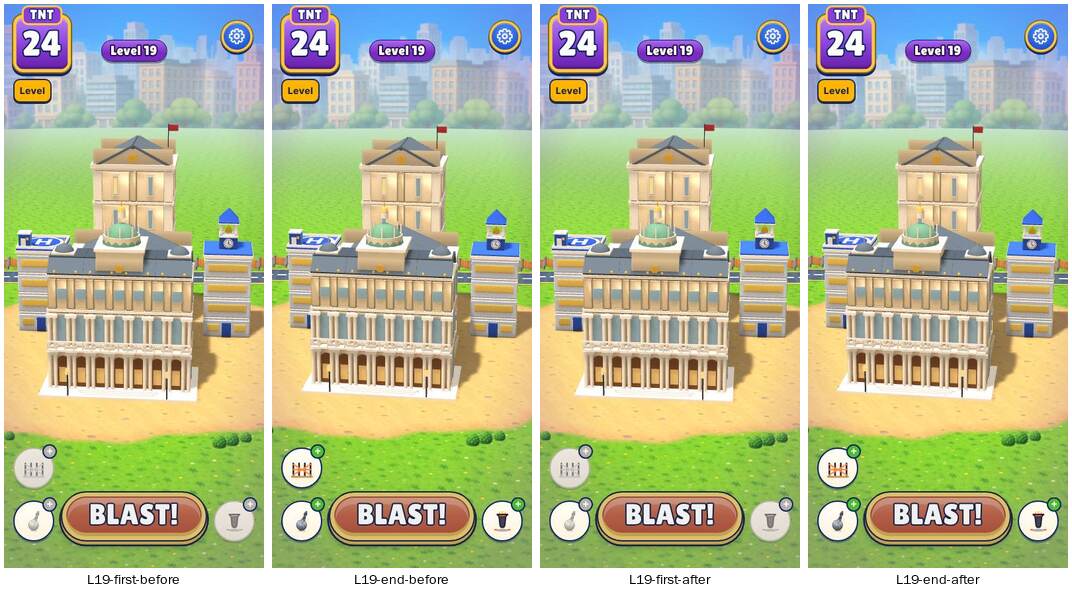 TNT
24
Level 19
Level
H
BLAST!
L19-first-before
TNT
24
Level 19
Level
H
BLAST!
L19-end-before
TNT
24
Level 19
Level
H
BLAST!
L19-first-after
TNT
24
Level 19
Level
H
BLAST!
L19-end-after